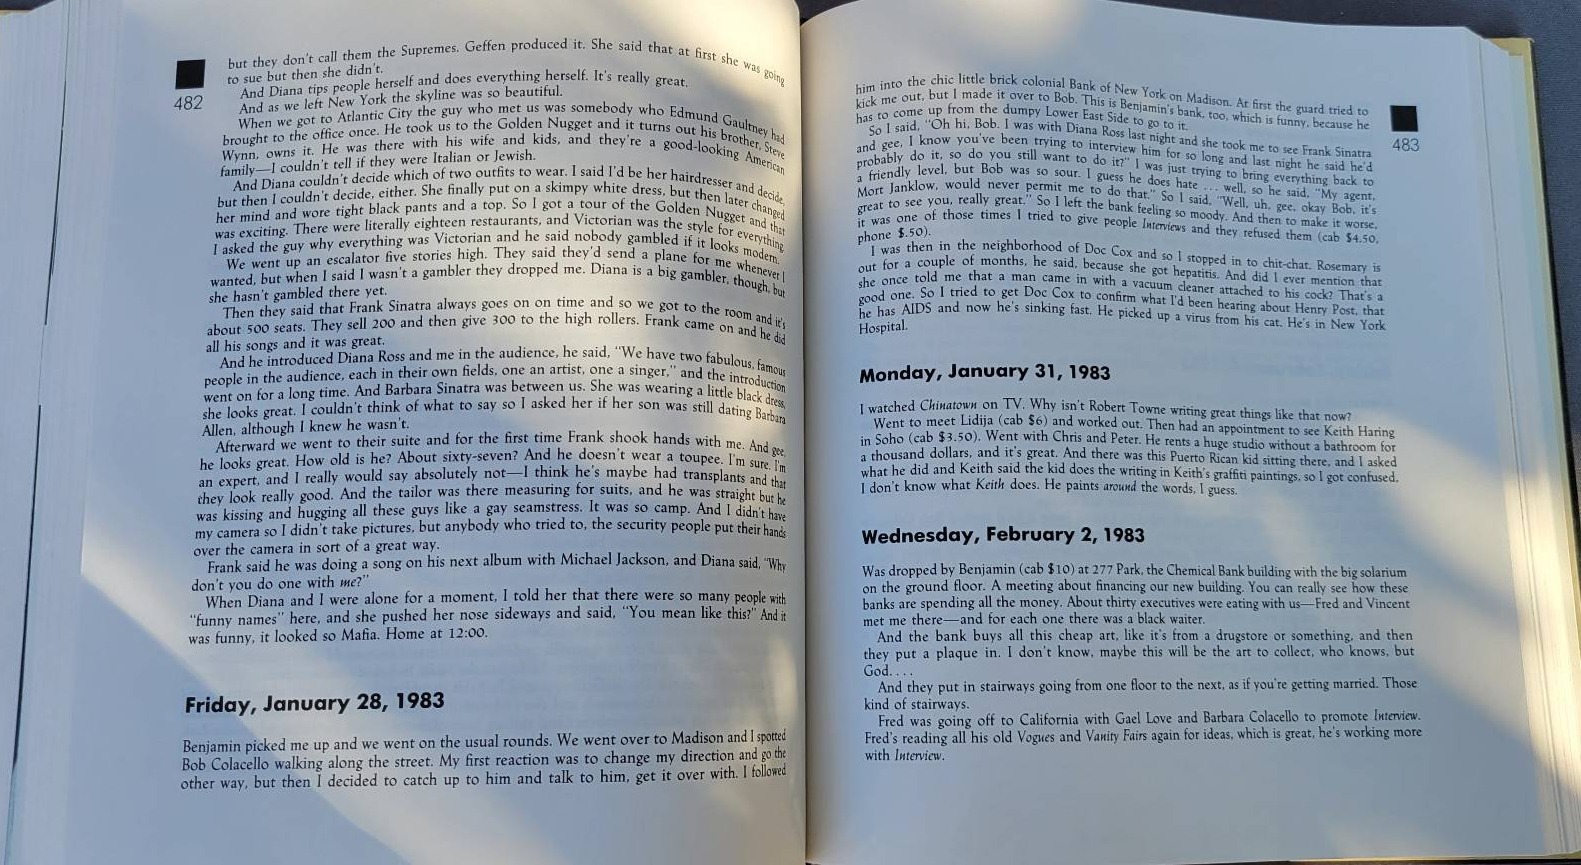 482
but they don't call them the Supremes. Geffen produced it. She said that at first she was going
to sue but then she didn't.
And Diana tips people herself and does everything herself. It's really great.
And as we left New York the skyline was so beautiful.
When we got to Atlantic City the guy who met us was somebody who Edmund Gaultney had
brought to the office once. He took us to the Golden Nugget and it turns out his brother, Steve
Wynn, owns it. He was there with his wife and kids, and they're a good-looking American
family—I couldn't tell if they were Italian or Jewish.
And Diana couldn't decide which of two outfits to wear. I said I'd be her hairdresser and decide,
but then I couldn't decide, either. She finally put on a skimpy white dress, but then later changed
her mind and wore tight black pants and a top. So I got a tour of the Golden Nugget and that
was exciting. There were literally eighteen restaurants, and Victorian was the style for everything.
I asked the guy why everything was Victorian and he said nobody gambled if it looks modern.
We went up an escalator five stories high. They said they'd send a plane for me whenever I
wanted, but when I said I wasn't a gambler they dropped me. Diana is a big gambler, though, but
she hasn't gambled there yet.
Then they said that Frank Sinatra always goes on on time and so we got to the room and it's
about 500 seats. They sell 200 and then give 300 to the high rollers. Frank came on and he did
all his songs and it was great.
And he introduced Diana Ross and me in the audience, he said, "We have two fabulous, famous
people in the audience, each in their own fields, one an artist, one a singer," and the introduction
went on for a long time. And Barbara Sinatra was between us. She was wearing a little black dress,
she looks great. I couldn't think of what to say so I asked her if her son was still dating Barbara
Allen, although I knew he wasn't.
Afterward we went to their suite and for the first time Frank shook hands with me. And gee,
he looks great. How old is he? About sixty-seven? And he doesn't wear a toupee. I'm sure. I'm
an expert, and I really would say absolutely not—I think he's maybe had transplants and that
they look really good. And the tailor was there measuring for suits, and he was straight but he
was kissing and hugging all these guys like a gay seamstress. It was so camp. And I didn't have
my camera so I didn't take pictures, but anybody who tried to, the security people put their hands
over the camera in sort of a great way.
Frank said he was doing a song on his next album with Michael Jackson, and Diana said, "Why
don't you do one with me?"
When Diana and I were alone for a moment, I told her that there were so many people with
"funny names" here, and she pushed her nose sideways and said, "You mean like this?" And it
was funny, it looked so Mafia. Home at 12:00.
Friday, January 28, 1983
Benjamin picked me up and we went on the usual rounds. We went over to Madison and I spotted
Bob Colacello walking along the street. My first reaction was to change my direction and go the
other way, but then I decided to catch up to him and talk to him, get it over with. I followed
483
him into the chic little brick colonial Bank of New York on Madison. At first the guard tried to
kick me out, but I made it over to Bob. This is Benjamin's bank, too, which is funny, because he
has to come up from the dumpy Lower East Side to go to it.
So I said, "Oh hi, Bob. I was with Diana Ross last night and she took me to see Frank Sinatra
and gee, I know you've been trying to interview him for so long and last night he said he'd
probably do it, so do you still want to do it?" I was just trying to bring everything back to
a friendly level, but Bob was so sour. I guess he does hate . . . well, so he said, "My agent,
Mort Janklow, would never permit me to do that." So I said, "Well, uh, gee, okay Bob, it's
great to see you, really great." So I left the bank feeling so moody. And then to make it worse,
it was one of those times I tried to give people Interviews and they refused them (cab $4.50,
phone $.50).
I was then in the neighborhood of Doc Cox and so I stopped in to chit-chat. Rosemary is
out for a couple of months, he said, because she got hepatitis. And did I ever mention that
she once told me that a man came in with a vacuum cleaner attached to his cock? That's a
good one. So I tried to get Doc Cox to confirm what I'd been hearing about Henry Post, that
he has AIDS and now he's sinking fast. He picked up a virus from his cat. He's in New York
Hospital.
Monday, January 31, 1983
I watched Chinatown on TV. Why isn't Robert Towne writing great things like that now?
Went to meet Lidija (cab $6) and worked out. Then had an appointment to see Keith Haring
in Soho (cab $3.50). Went with Chris and Peter. He rents a huge studio without a bathroom for
a thousand dollars, and it's great. And there was this Puerto Rican kid sitting there, and I asked
what he did and Keith said the kid does the writing in Keith's graffiti paintings, so I got confused,
I don't know what Keith does. He paints around the words, I guess.
Wednesday, February 2, 1983
Was dropped by Benjamin (cab $10) at 277 Park, the Chemical Bank building with the big solarium
on the ground floor. A meeting about financing our new building. You can really see how these
banks are spending all the money. About thirty executives were eating with us—Fred and Vincent
met me there—and for each one there was a black waiter.
And the bank buys all this cheap art, like it's from a drugstore or something, and then
they put a plaque in. I don't know, maybe this will be the art to collect, who knows, but
God. . . .
And they put in stairways going from one floor to the next, as if you're getting married. Those
kind of stairways.
Fred was going off to California with Gael Love and Barbara Colacello to promote Interview.
Fred's reading all his old Vogues and Vanity Fairs again for ideas, which is great, he's working more
with Interview.